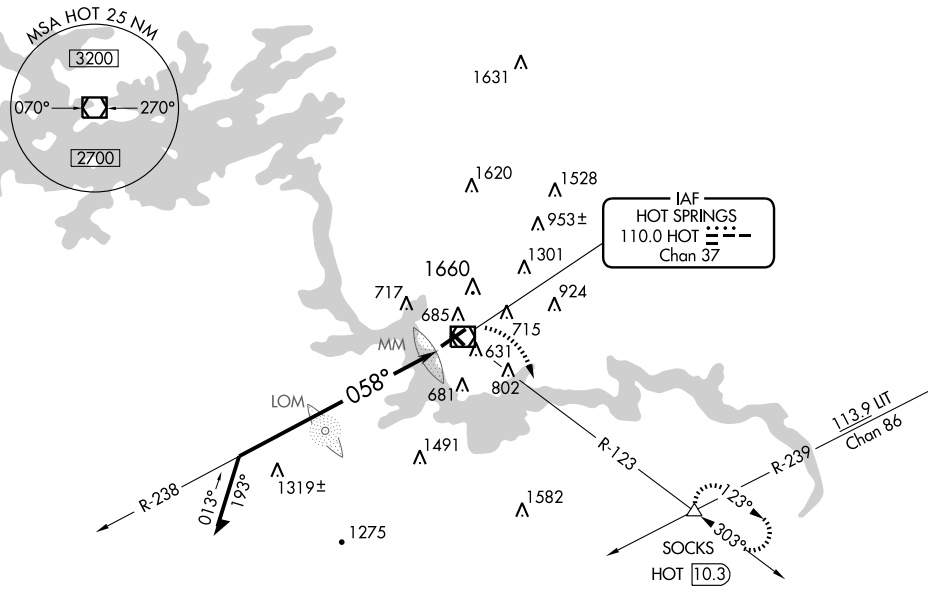 MSA HOT 25 NM
3200
070°
270°
2700
1631
1620
1528
953±
IAF
HOT SPRINGS
110.0 HOT
Chan 37
1301
1660
924
717
685
715
MM
631
802
681
058°
LOM
113.9 LIT
Chan 86
R-123
R-239
1491
R-238
013°
193°
1319±
1582
123°
303°
1275
SOCKS
HOT 10.3